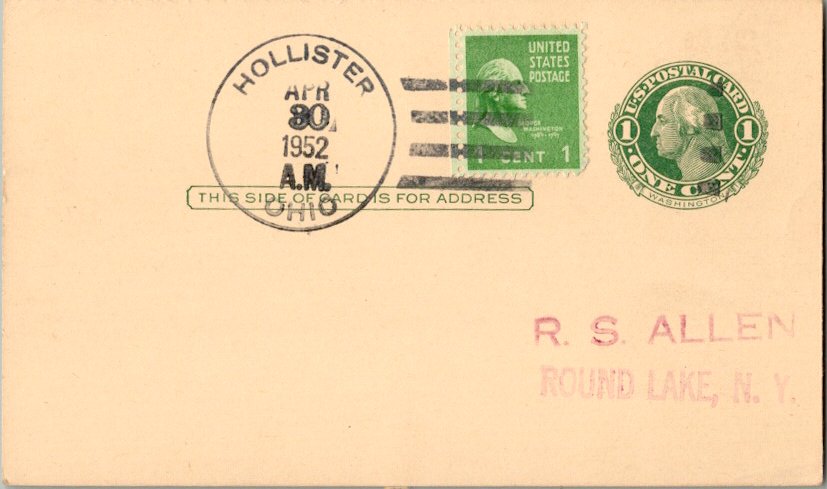 HOLLISTER
APR
30
1952
A.M.
OHIO
UNITED
STATES
POSTAGE
GEORGE
WASHINGTON
1 CENT 1
U.S. POSTAL CARD
1 1
ONE CENT
WASHINGTON
THIS SIDE OF CARD IS FOR ADDRESS
R. S. ALLEN
ROUND LAKE, N. Y.